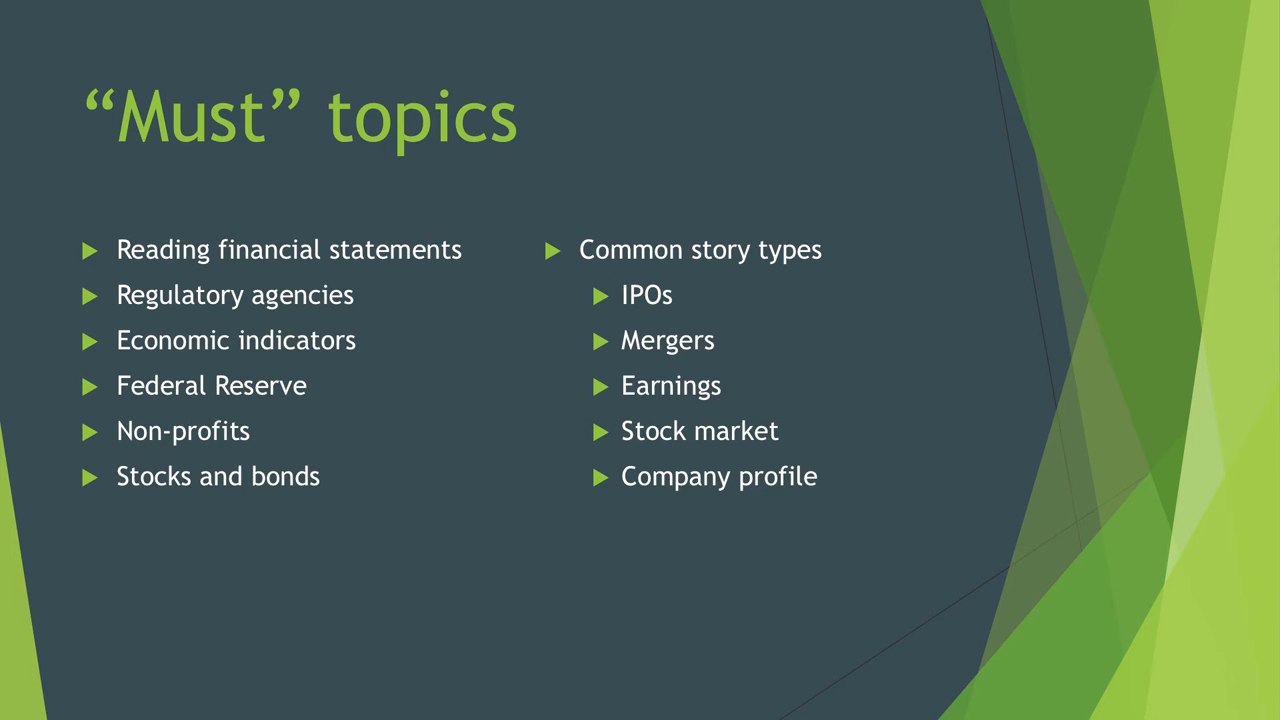 “Must” topics
Reading financial statements
Regulatory agencies
Economic indicators
Federal Reserve
Non-profits
Stocks and bonds
Common story types
IPOs
Mergers
Earnings
Stock market
Company profile